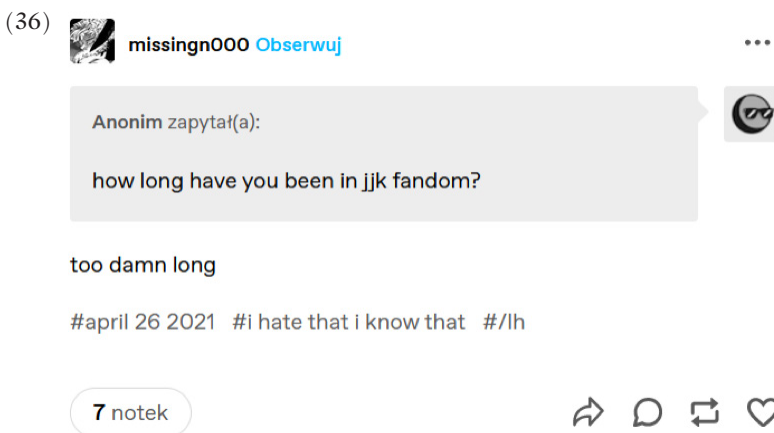 (36)
missingn000 Obserwuj
Anonim zapytał(a):
how long have you been in jjk fandom?
too damn long
#april 26 2021 #i hate that i know that #/lh
7 notek